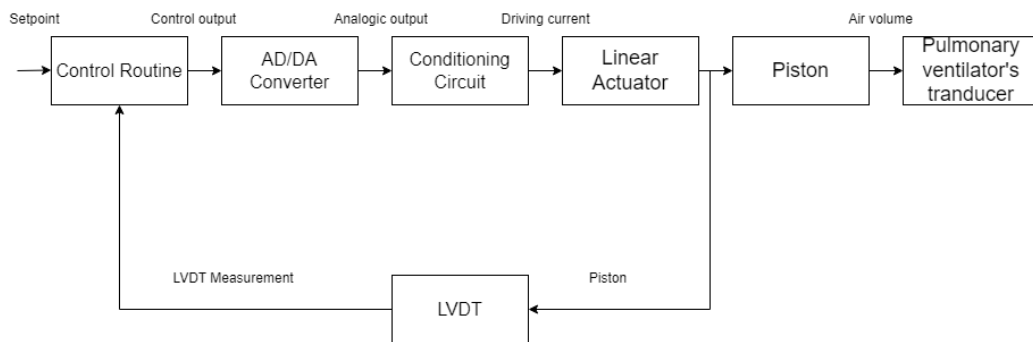 Setpoint
Control output
Analogic output
Driving current
Air volume
Control Routine
AD/DA
Converter
Conditioning
Circuit
Linear
Actuator
Piston
Pulmonary
ventilator's
tranducer
LVDT Measurement
Piston
LVDT